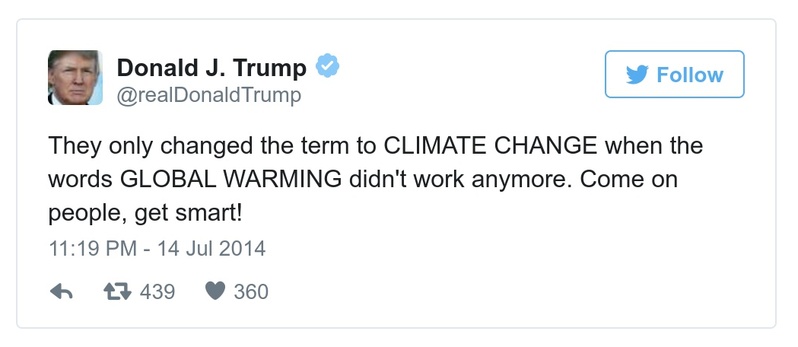 Donald J. Trump
@realDonaldTrump
Follow
They only changed the term to CLIMATE CHANGE when the
words GLOBAL WARMING didn't work anymore. Come on
people, get smart!
11:19 PM - 14 Jul 2014
439 360